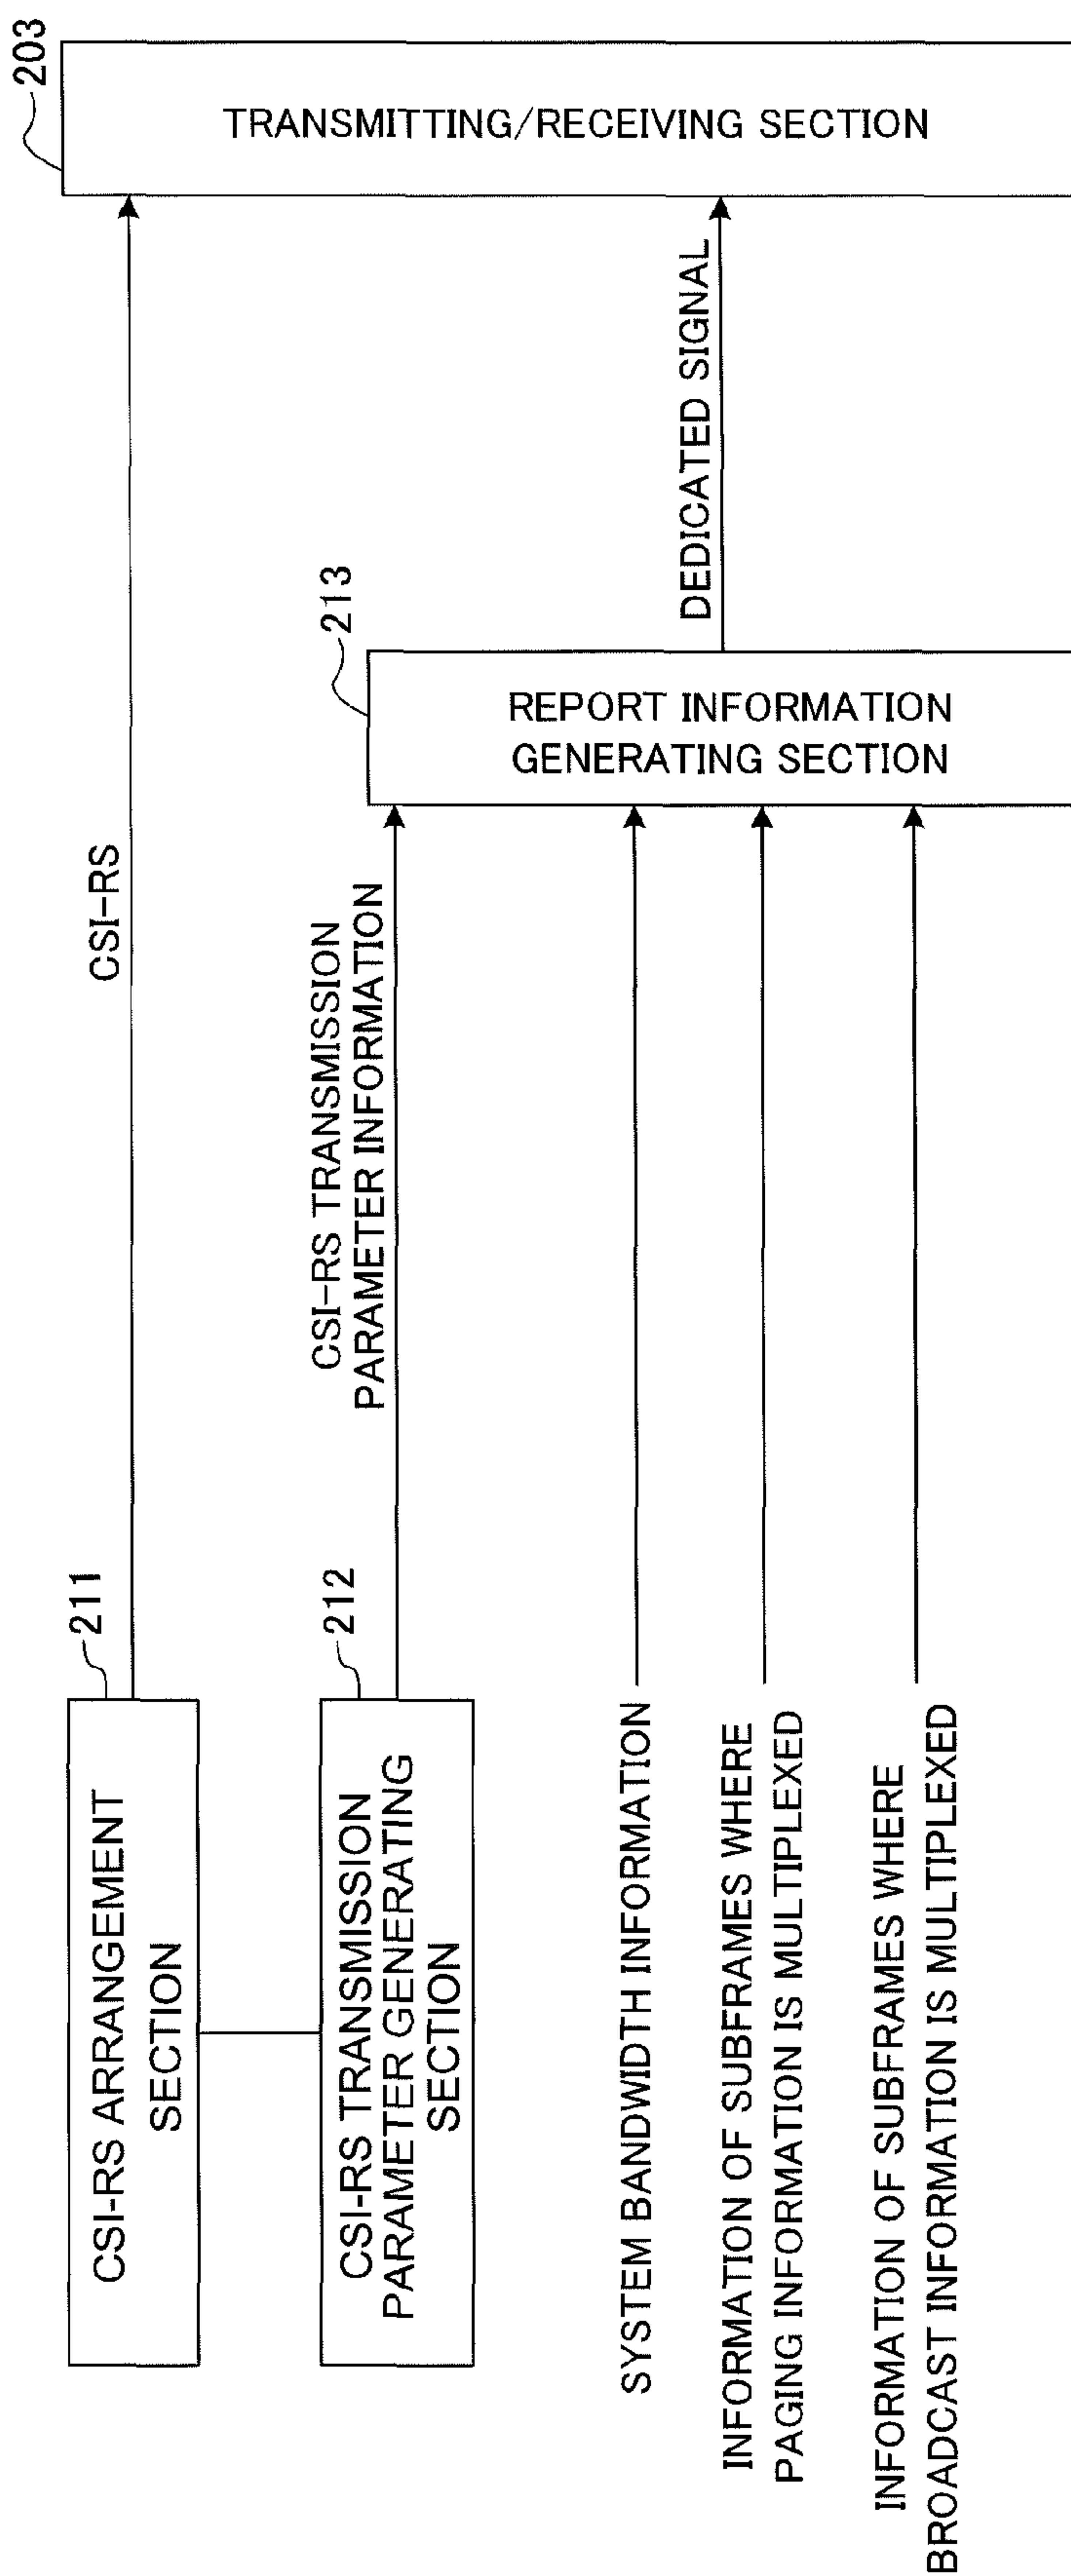 203
TRANSMITTING/RECEIVING SECTION
CSI-RS
DEDICATED SIGNAL
213
REPORT INFORMATION
GENERATING SECTION
CSI-RS TRANSMISSION
PARAMETER INFORMATION
211
CSI-RS ARRANGEMENT
SECTION
212
CSI-RS TRANSMISSION
PARAMETER GENERATING
SECTION
SYSTEM BANDWIDTH INFORMATION
INFORMATION OF SUBFRAMES WHERE
PAGING INFORMATION IS MULTIPLEXED
INFORMATION OF SUBFRAMES WHERE
BROADCAST INFORMATION IS MULTIPLEXED